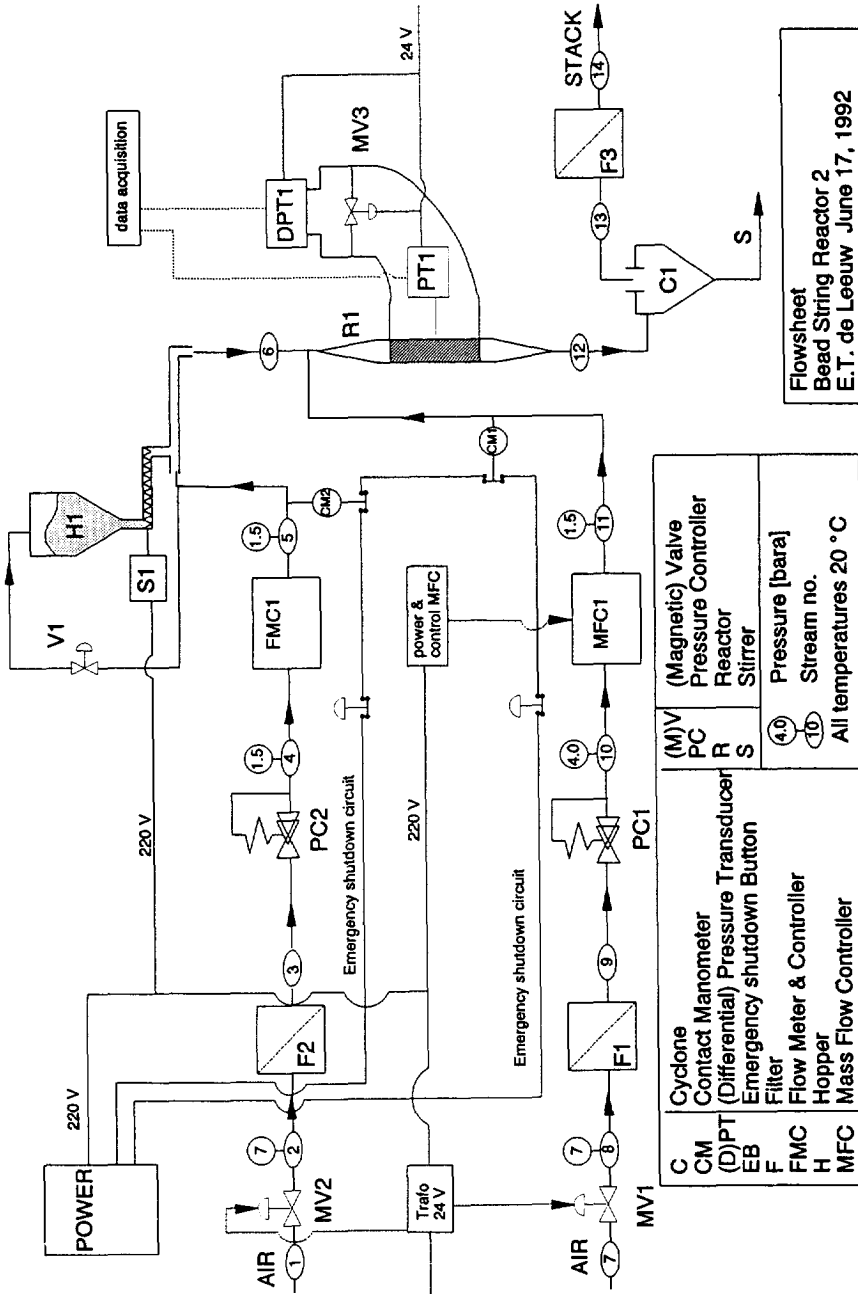 POWER
220 V
220 V
V1
H1
S1
data acquisition
DPT1
MV3
24 V
PT1
R1
6
AIR
1
MV2
7
2
F2
3
PC2
1.5
4
FMC1
1.5
5
CM2
Emergency shutdown circuit
220 V
power &
control MFC
CM1
Trafo
24 V
Emergency shutdown circuit
AIR
7
MV1
7
8
F1
9
PC1
4.0
10
MFC1
1.5
11
12
C1
S
13
F3
14
STACK
C Cyclone
CM Contact Manometer
(D)PT (Differential) Pressure Transducer
EB Emergency shutdown Button
F Filter
FMC Flow Meter & Controller
H Hopper
MFC Mass Flow Controller
(M)V (Magnetic) Valve
PC Pressure Controller
R Reactor
S Stirrer
4.0 Pressure [bara]
10 Stream no.
All temperatures 20 °C
Flowsheet
Bead String Reactor 2
E.T. de Leeuw June 17, 1992